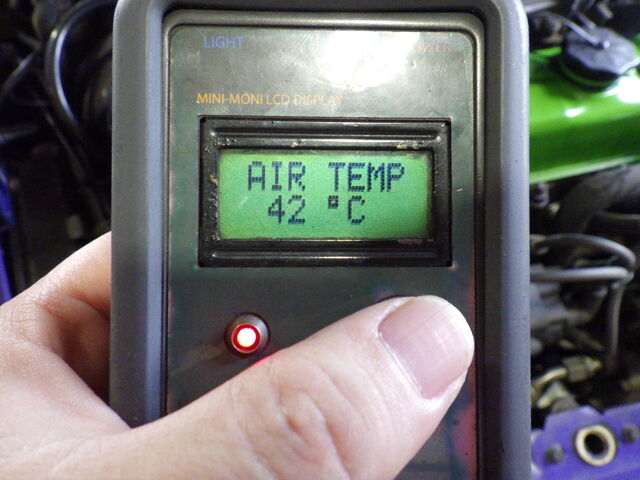 LIGHT
MINI-MONI LCD DISPLAY
AIR TEMP
42 °C